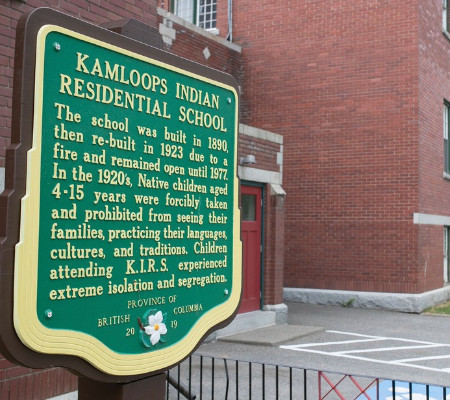 KAMLOOPS INDIAN
RESIDENTIAL SCHOOL
The school was built in 1890,
then re-built in 1923 due to a
fire and remained open until 1977.
In the 1920's, Native children aged
4-15 years were forcibly taken
and prohibited from seeing their
families, practicing their languages,
cultures, and traditions. Children
attending K.I.R.S. experienced
extreme isolation and segregation.
PROVINCE OF
BRITISH COLUMBIA
20 19